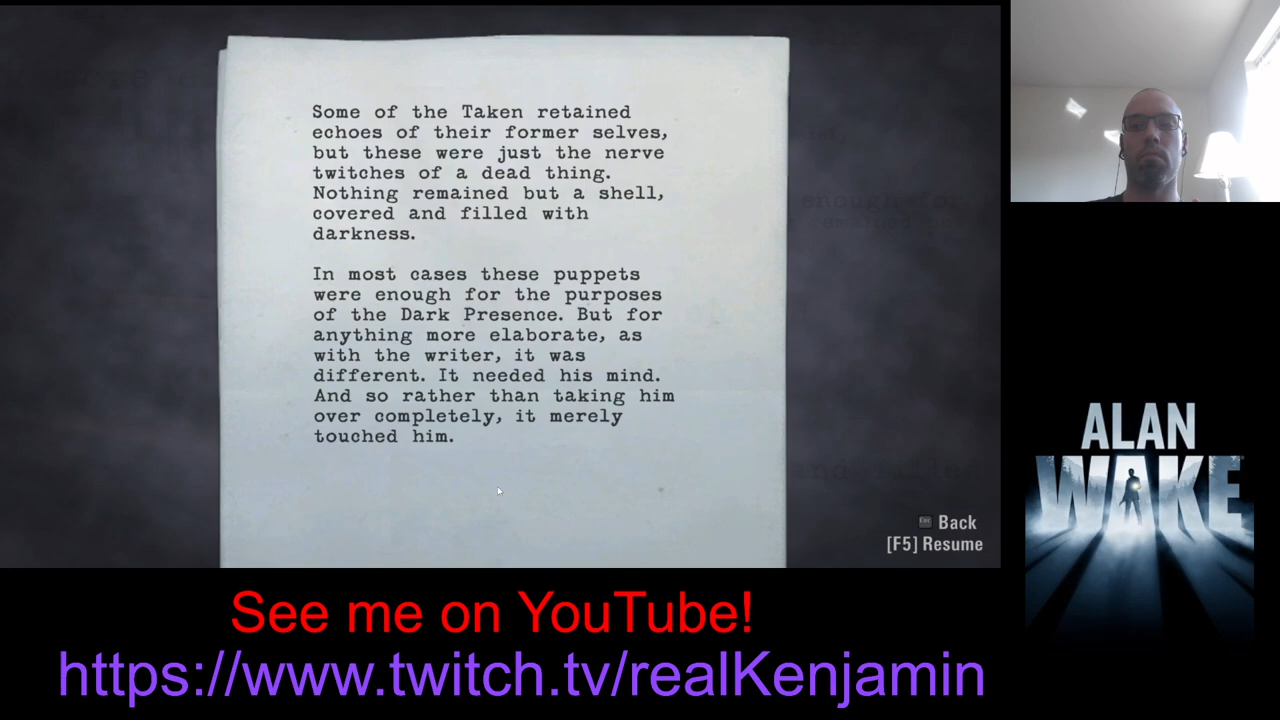 Some of the Taken retained
echoes of their former selves,
but these were just the nerve
twitches of a dead thing.
Nothing remained but a shell,
covered and filled with
darkness.
In most cases these puppets
were enough for the purposes
of the Dark Presence. But for
anything more elaborate, as
with the writer, it was
different. It needed his mind.
And so rather than taking him
over completely, it merely
touched him.
Esc Back
[F5] Resume
ALAN
WAKE
See me on YouTube!
https://www.twitch.tv/realKenjamin